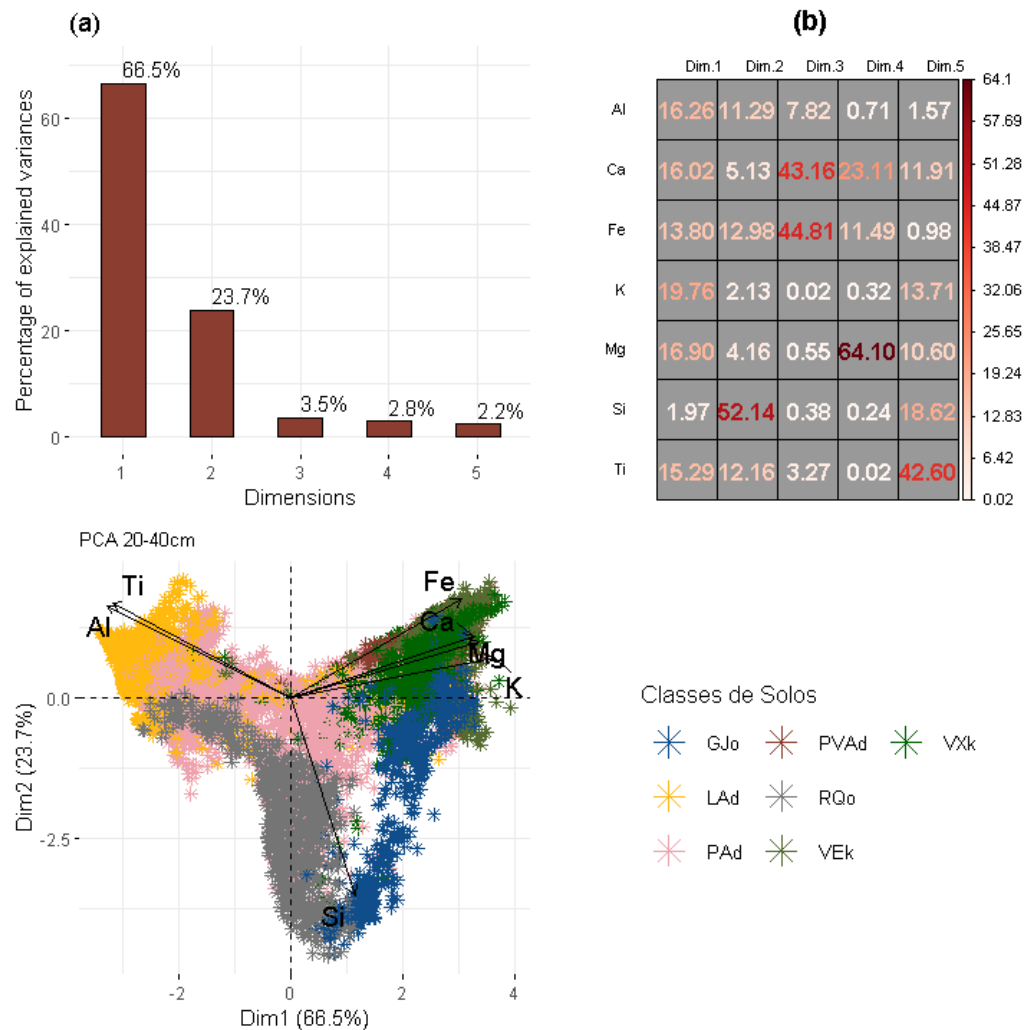 (a)
66.5%
23.7%
3.5%
2.8%
2.2%
60
40
20
0
1 2 3 4 5
Percentage of explained variances
Dimensions
(b)
Dim.1 Dim.2 Dim.3 Dim.4 Dim.5
Al 16.26 11.29 7.82 0.71 1.57
Ca 16.02 5.13 43.16 23.11 11.91
Fe 13.80 12.98 44.81 11.49 0.98
K 19.76 2.13 0.02 0.32 13.71
Mg 16.90 4.16 0.55 64.10 10.60
Si 1.97 52.14 0.38 0.24 18.62
Ti 15.29 12.16 3.27 0.02 42.60
64.1
57.69
51.28
44.87
38.47
32.06
25.65
19.24
12.83
6.42
0.02
PCA 20-40cm
Ti
Al
Fe
Ca
Mg
K
Si
0.0
-2.5
-2 0 2 4
Dim2 (23.7%)
Dim1 (66.5%)
Classes de Solos
GJo PVAd VXk
LAd RQo
PAd VEk